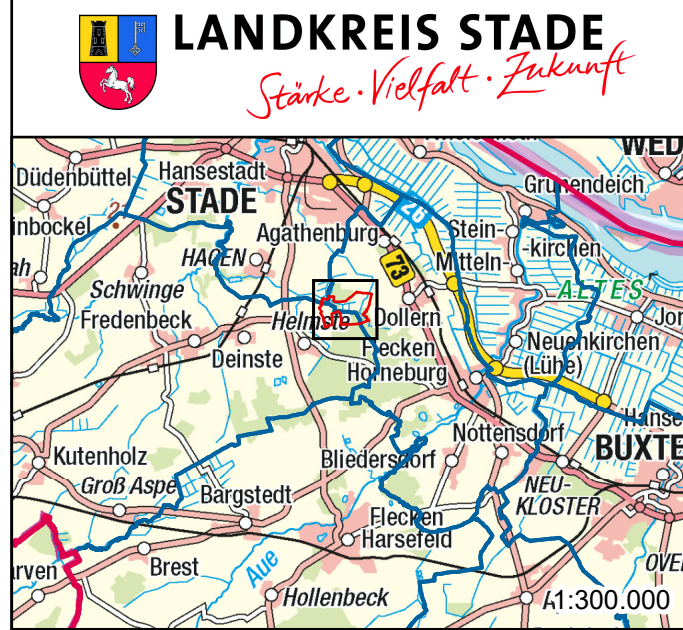 LANDKREIS STADE
Stärke · Vielfalt · Zukunft
Düdenbüttel
Hansestadt
STADE
Grünendeich
26
Agathenburg
Stein-
-kirchen
HAGEN
Mitteln-
73
Schwinge
ALTES
Fredenbeck
Helmste
Dollern
Deinste
Flecken
Horneburg
Neuenkirchen
(Lühe)
Nottensdorf
BUXTE
Kutenholz
Bliedersdorf
Groß Aspe
Bargstedt
NEU-
KLOSTER
Flecken
Harsefeld
Brest
Aue
Hollenbeck
1:300.000